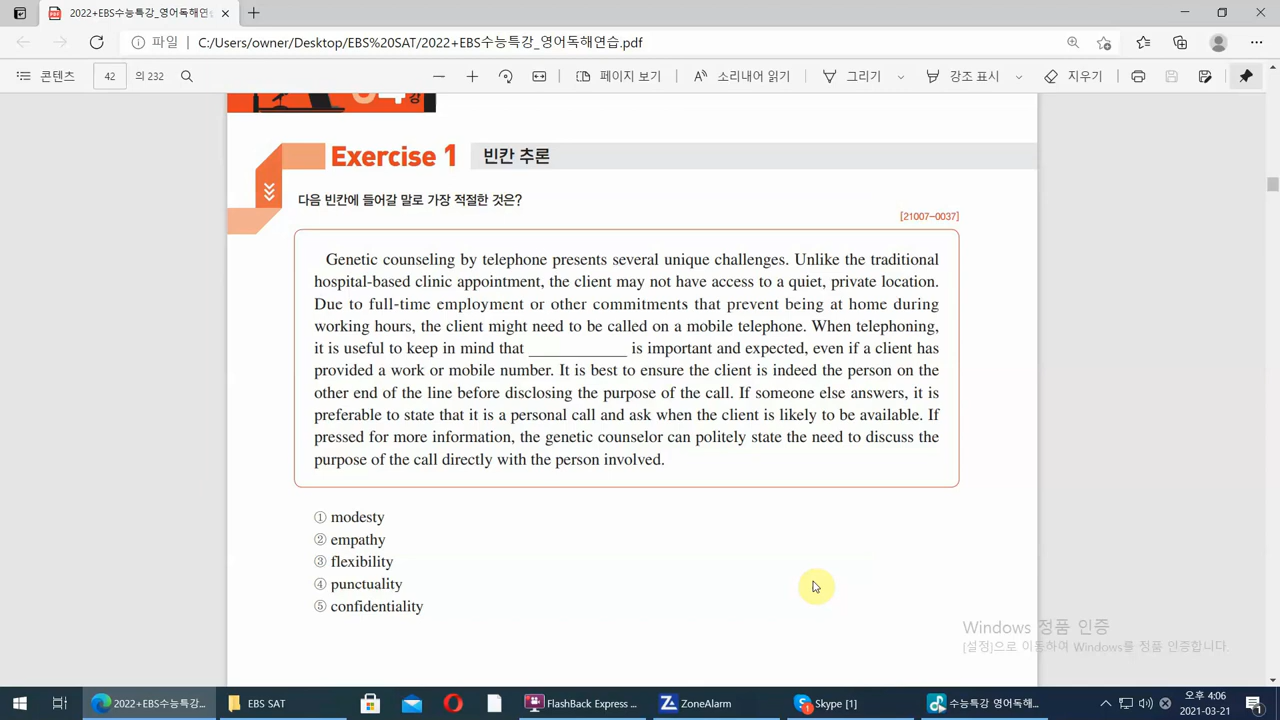 2022+EBS수능특강_영어독해연습
파일
C:/Users/owner/Desktop/EBS%20SAT/2022+EBS수능특강_영어독해연습.pdf
콘텐츠
42
의 232
페이지 보기
소리내어 읽기
그리기
강조 표시
지우기
강
Exercise 1
빈칸 추론
다음 빈칸에 들어갈 말로 가장 적절한 것은?
[21007-0037]
Genetic counseling by telephone presents several unique challenges. Unlike the traditional
hospital-based clinic appointment, the client may not have access to a quiet, private location.
Due to full-time employment or other commitments that prevent being at home during
working hours, the client might need to be called on a mobile telephone. When telephoning,
it is useful to keep in mind that ____________ is important and expected, even if a client has
provided a work or mobile number. It is best to ensure the client is indeed the person on the
other end of the line before disclosing the purpose of the call. If someone else answers, it is
preferable to state that it is a personal call and ask when the client is likely to be available. If
pressed for more information, the genetic counselor can politely state the need to discuss the
purpose of the call directly with the person involved.
① modesty
② empathy
③ flexibility
④ punctuality
⑤ confidentiality
Windows 정품 인증
[설정]으로 이동하여 Windows를 정품 인증합니다.
2022+EBS수능특강_영...
EBS SAT
FlashBack Express ...
ZoneAlarm
Skype [1]
수능특강 영어독해...
오후 4:06
2021-03-21